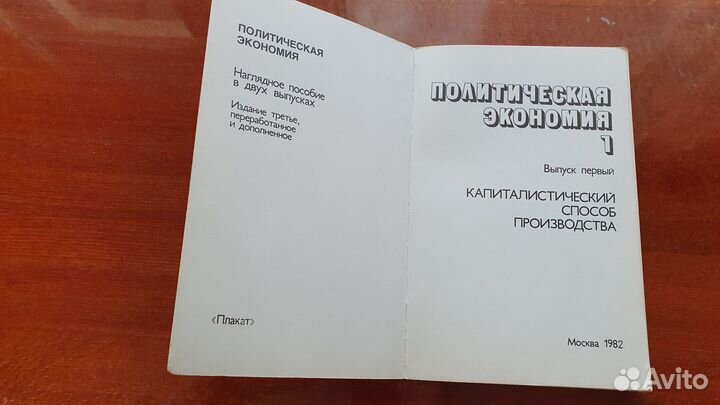 ПОЛИТИЧЕСКАЯ
ЭКОНОМИЯ
Наглядное пособие
в двух выпусках
Издание третье,
переработанное
и дополненное
«Плакат»
ПОЛИТИЧЕСКАЯ
ЭКОНОМИЯ
1
Выпуск первый
КАПИТАЛИСТИЧЕСКИЙ
СПОСОБ
ПРОИЗВОДСТВА
Москва 1982
Avito